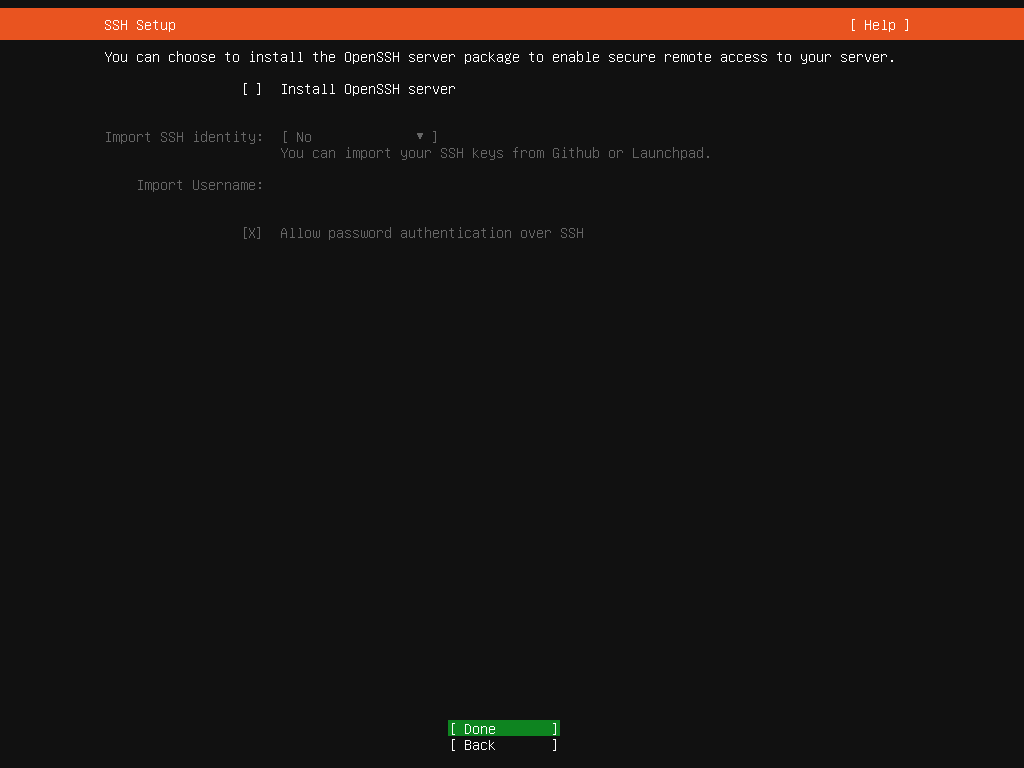 SSH Setup [ Help ]
You can choose to install the OpenSSH server package to enable secure remote access to your server.
[ ] Install OpenSSH server
Import SSH identity: [ No ▼ ]
You can import your SSH keys from Github or Launchpad.
Import Username:
[X] Allow password authentication over SSH
[ Done ]
[ Back ]